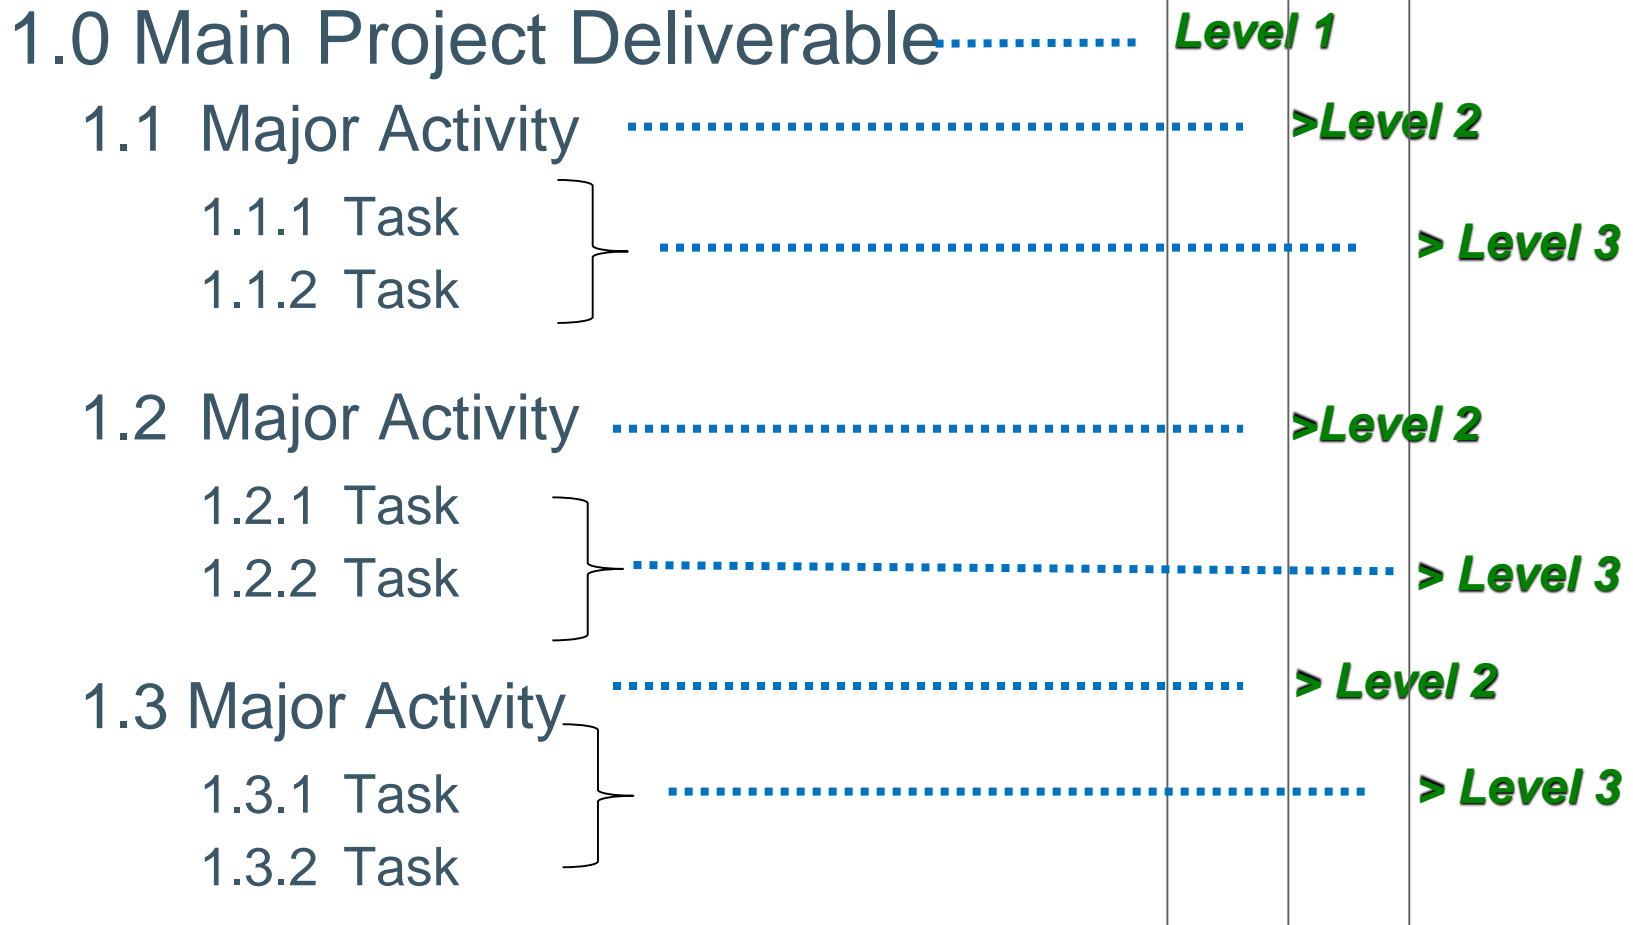 1.0 Main Project Deliverable Level 1
1.1 Major Activity >Level 2
1.1.1 Task
> Level 3
1.1.2 Task
1.2 Major Activity >Level 2
1.2.1 Task
1.2.2 Task > Level 3
1.3 Major Activity > Level 2
1.3.1 Task > Level 3
1.3.2 Task